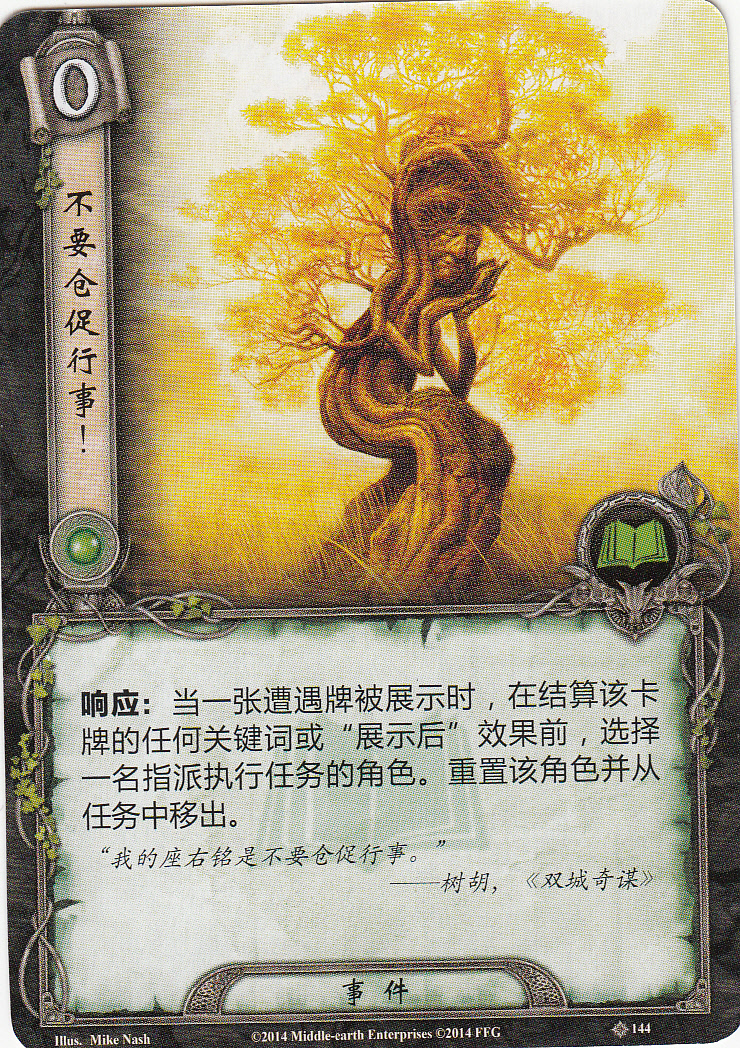 0
不要仓促行事！
响应：当一张遭遇牌被展示时，在结算该卡
牌的任何关键词或“展示后”效果前，选择
一名指派执行任务的角色。重置该角色并从
任务中移出。
“我的座右铭是不要仓促行事。”
——树胡，《双城奇谋》
事件
Illus. Mike Nash
©2014 Middle-earth Enterprises ©2014 FFG
144